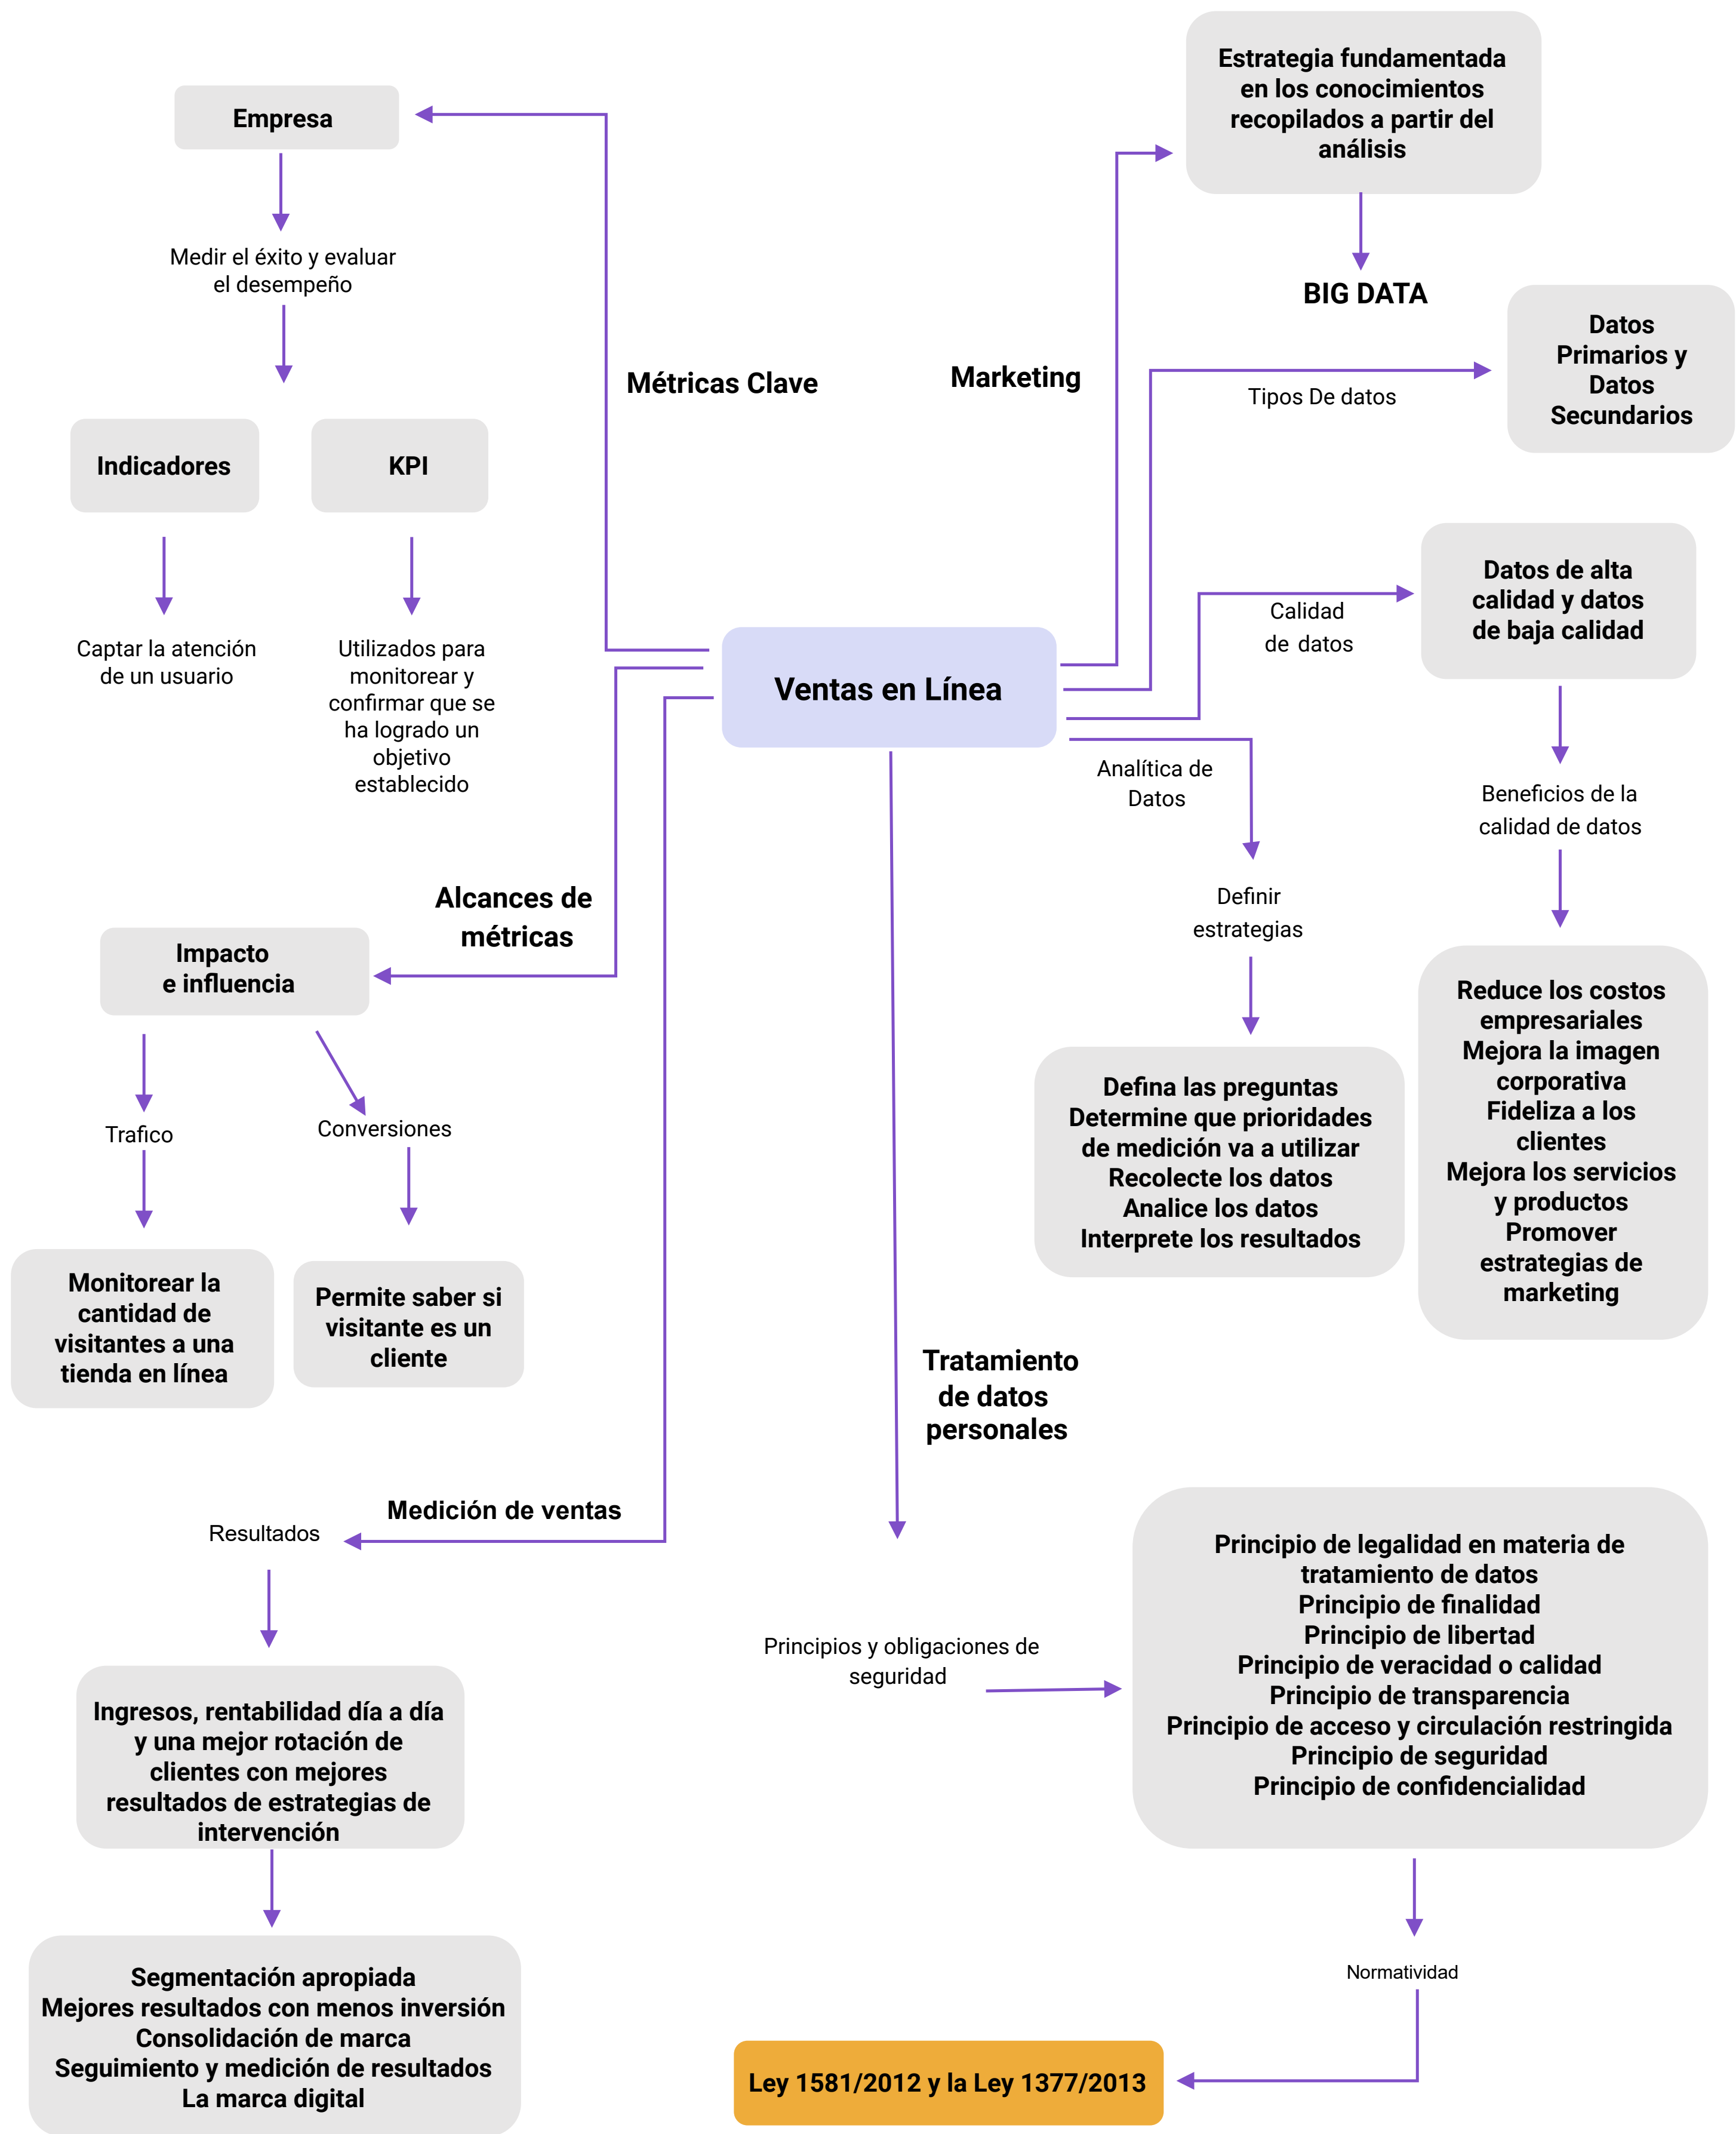 Empresa
Medir el éxito y evaluar
el desempeño
Métricas Clave
Indicadores
KPI
Captar la atención
de un usuario
Utilizados para
monitorear y
confirmar que se
ha logrado un
objetivo
establecido
Alcances de
métricas
Impacto
e influencia
Trafico
Conversiones
Monitorear la
cantidad de
visitantes a una
tienda en línea
Permite saber si
visitante es un
cliente
Medición de ventas
Resultados
Ingresos, rentabilidad día a día
y una mejor rotación de
clientes con mejores
resultados de estrategias de
intervención
Segmentación apropiada
Mejores resultados con menos inversión
Consolidación de marca
Seguimiento y medición de resultados
La marca digital
Ventas en Línea
Marketing
Estrategia fundamentada
en los conocimientos
recopilados a partir del
análisis
BIG DATA
Tipos De datos
Datos
Primarios y
Datos
Secundarios
Calidad
de datos
Datos de alta
calidad y datos
de baja calidad
Beneficios de la
calidad de datos
Reduce los costos
empresariales
Mejora la imagen
corporativa
Fideliza a los
clientes
Mejora los servicios
y productos
Promover
estrategias de
marketing
Analítica de
Datos
Definir
estrategias
Defina las preguntas
Determine que prioridades
de medición va a utilizar
Recolecte los datos
Analice los datos
Interprete los resultados
Tratamiento
de datos
personales
Principios y obligaciones de
seguridad
Principio de legalidad en materia de
tratamiento de datos
Principio de finalidad
Principio de libertad
Principio de veracidad o calidad
Principio de transparencia
Principio de acceso y circulación restringida
Principio de seguridad
Principio de confidencialidad
Normatividad
Ley 1581/2012 y la Ley 1377/2013